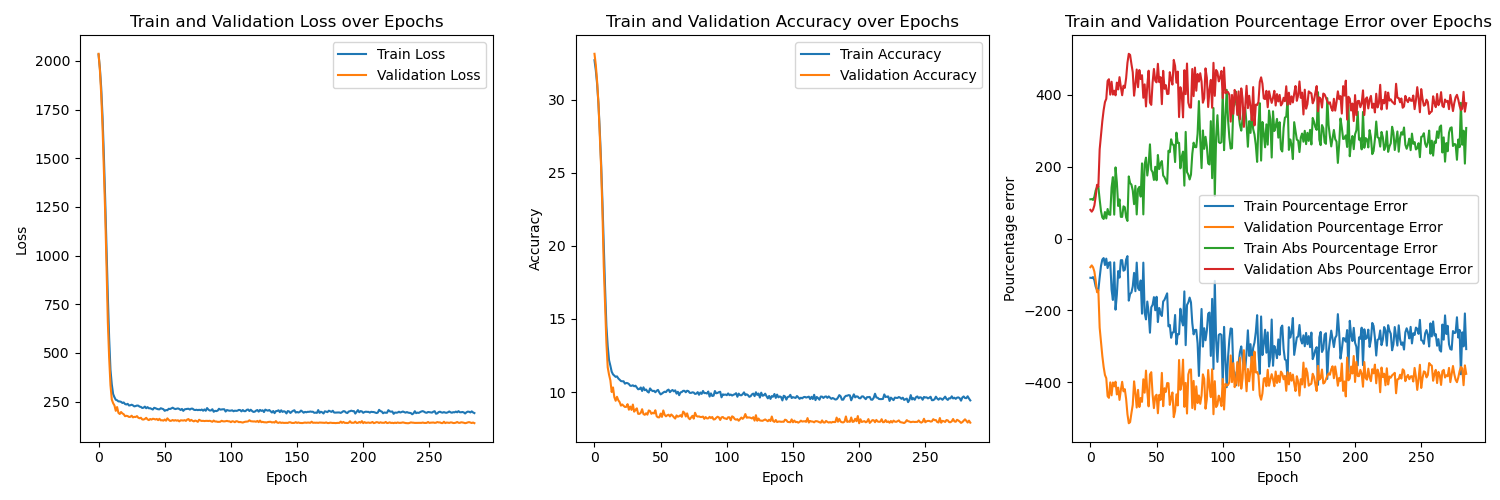 Train and Validation Loss over Epochs
Loss
2000
1750
1500
1250
1000
750
500
250
0
50
100
150
200
250
Epoch
Train Loss
Validation Loss
Train and Validation Accuracy over Epochs
Accuracy
30
25
20
15
10
0
50
100
150
200
250
Epoch
Train Accuracy
Validation Accuracy
Train and Validation Pourcentage Error over Epochs
Pourcentage error
400
200
0
−200
−400
0
50
100
150
200
250
Epoch
Train Pourcentage Error
Validation Pourcentage Error
Train Abs Pourcentage Error
Validation Abs Pourcentage Error